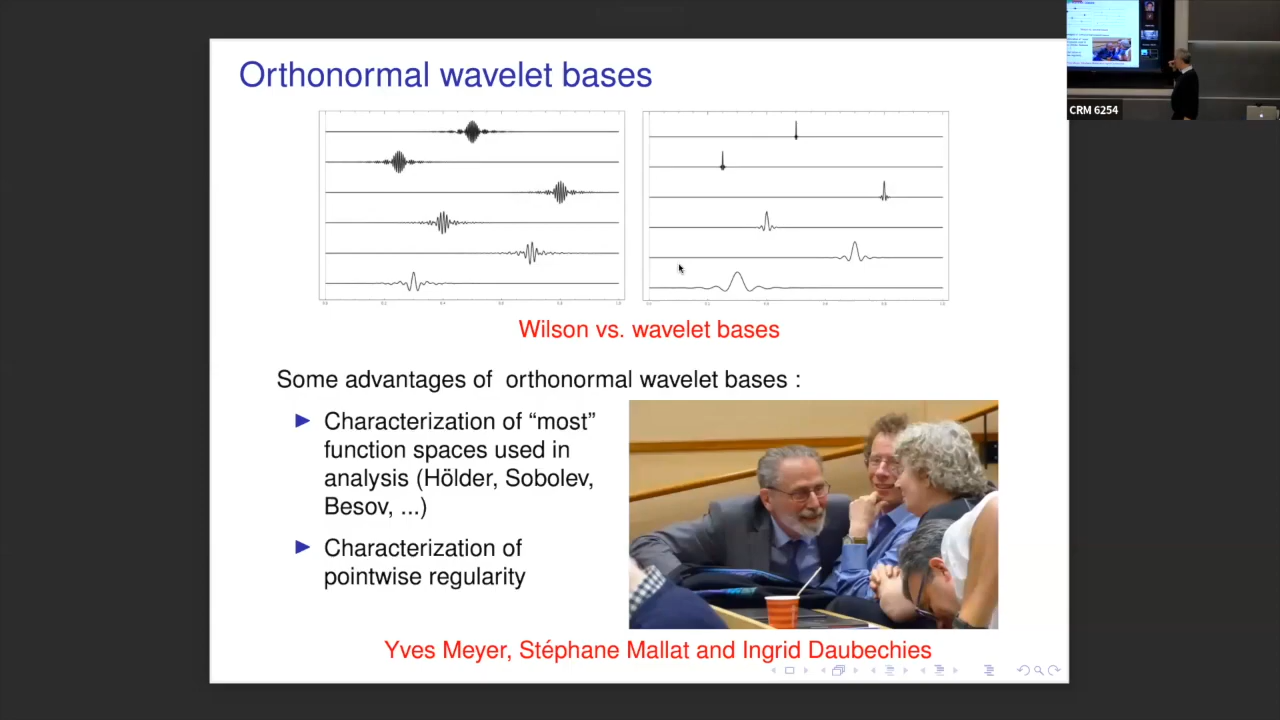 Orthonormal wavelet bases
CRM 6254
Wilson vs. wavelet bases
Some advantages of orthonormal wavelet bases :
Characterization of “most”
function spaces used in
analysis (Hölder, Sobolev,
Besov, ...)
Characterization of
pointwise regularity
Yves Meyer, Stéphane Mallat and Ingrid Daubechies